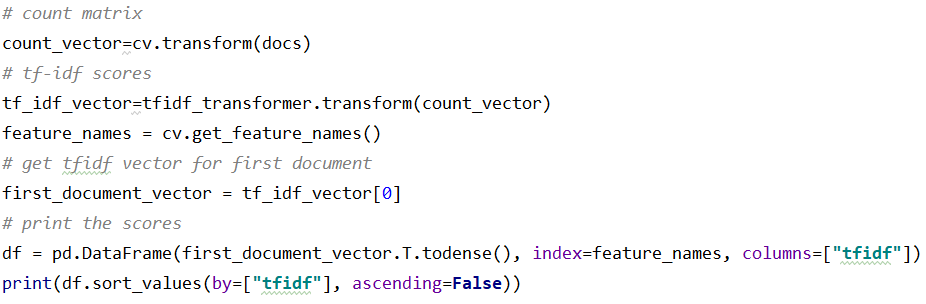 # count matrix
count_vector=cv.transform(docs)
# tf-idf scores
tf_idf_vector=tfidf_transformer.transform(count_vector)
feature_names = cv.get_feature_names()
# get tfidf vector for first document
first_document_vector = tf_idf_vector[0]
# print the scores
df = pd.DataFrame(first_document_vector.T.todense(), index=feature_names, columns=["tfidf"])
print(df.sort_values(by=["tfidf"], ascending=False))